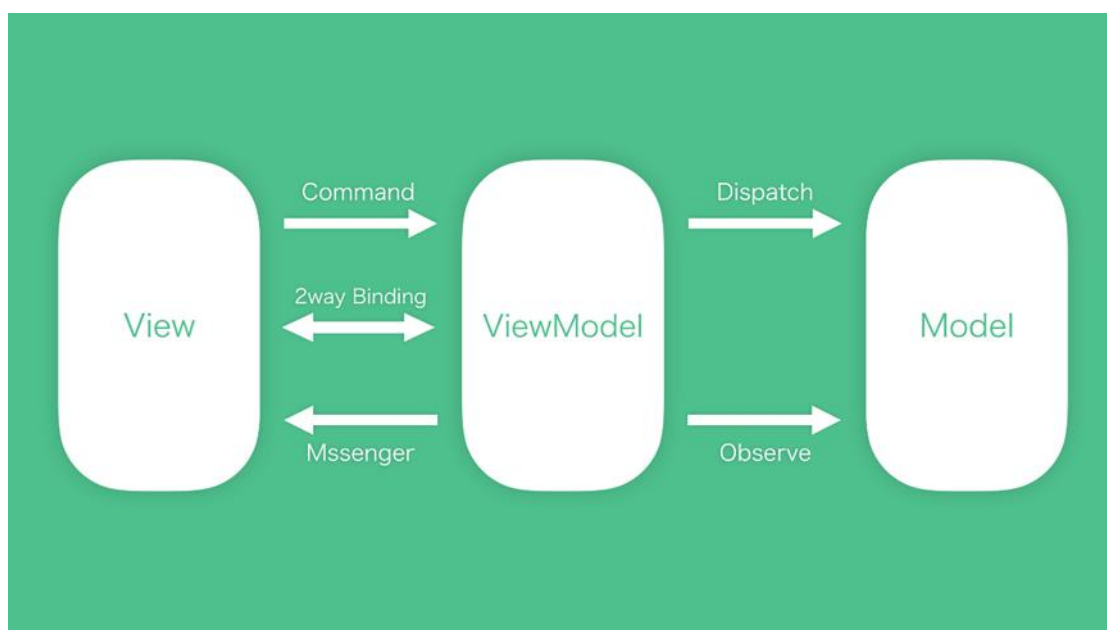 Command
Dispatch
2way Binding
View
ViewModel
Model
Mssenger
Observe